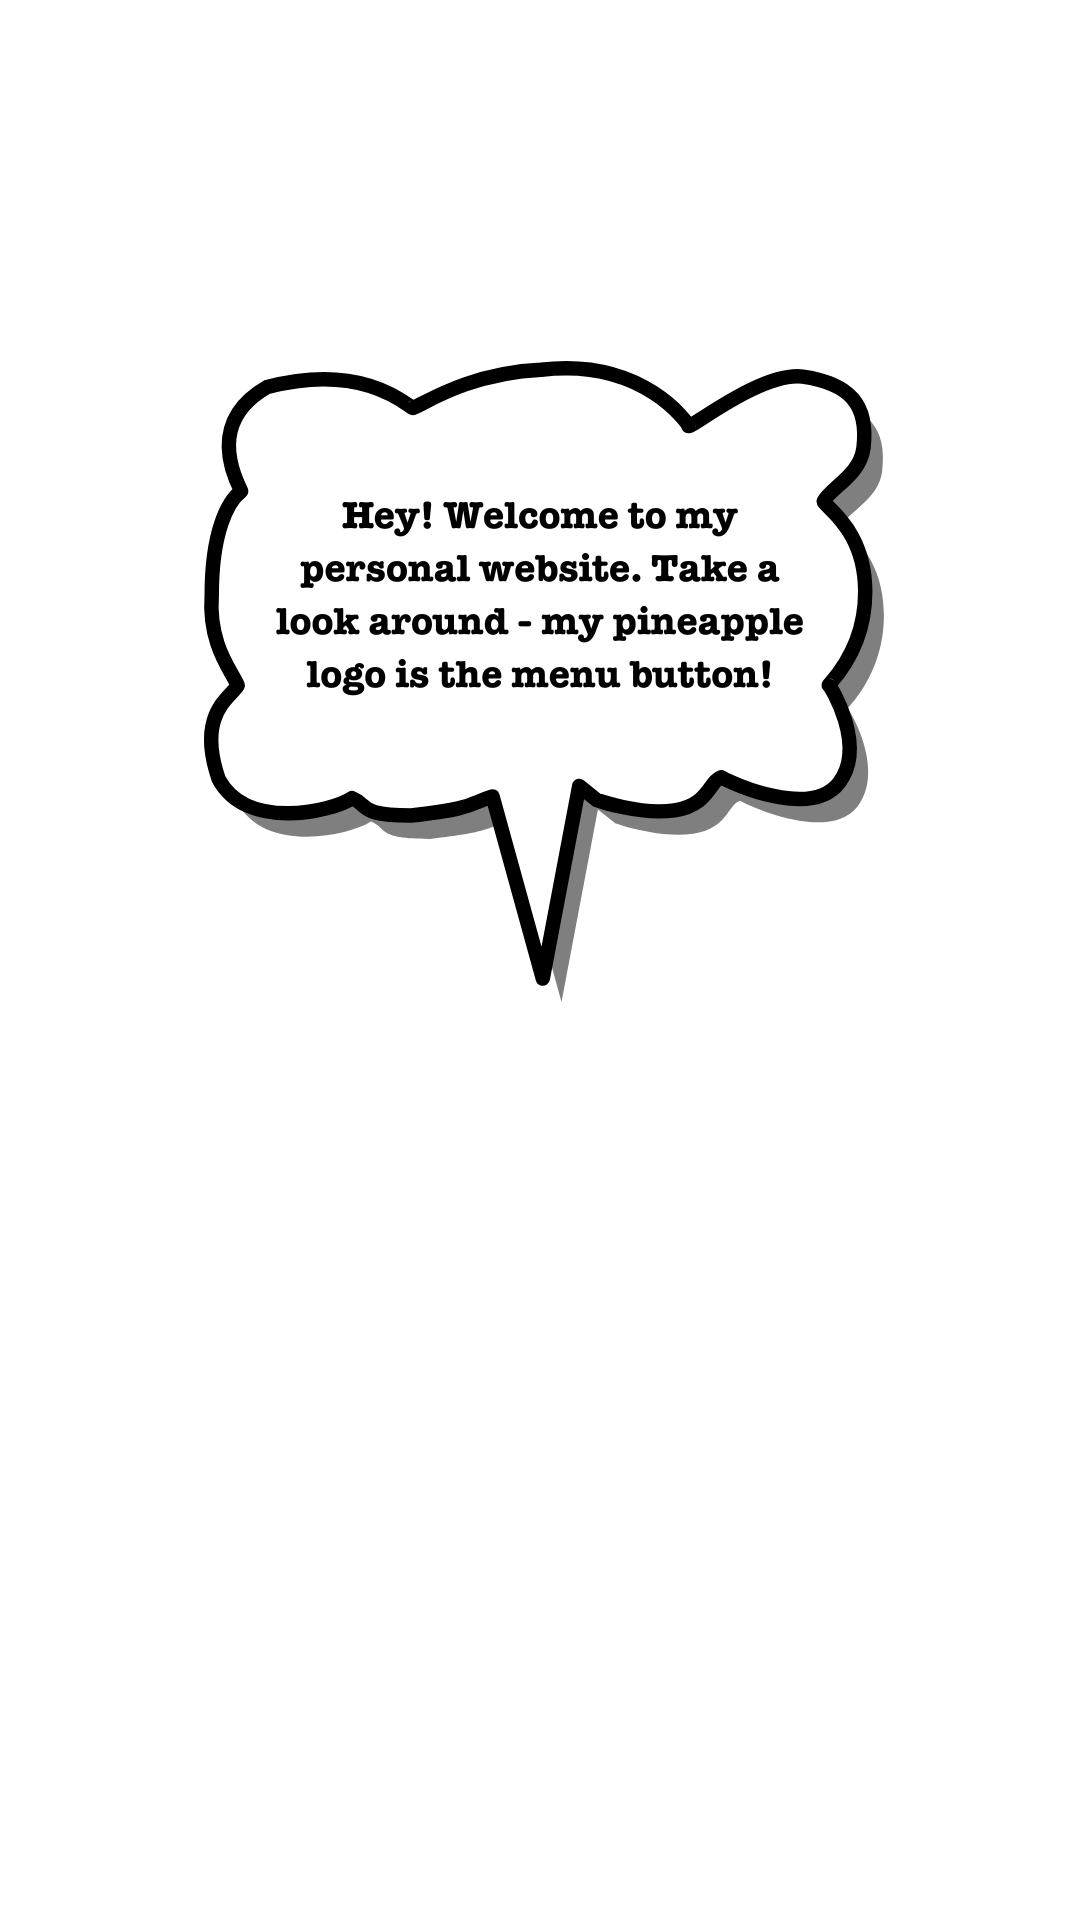 Hey! Welcome to my
personal website. Take a
look around - my pineapple
logo is the menu button!